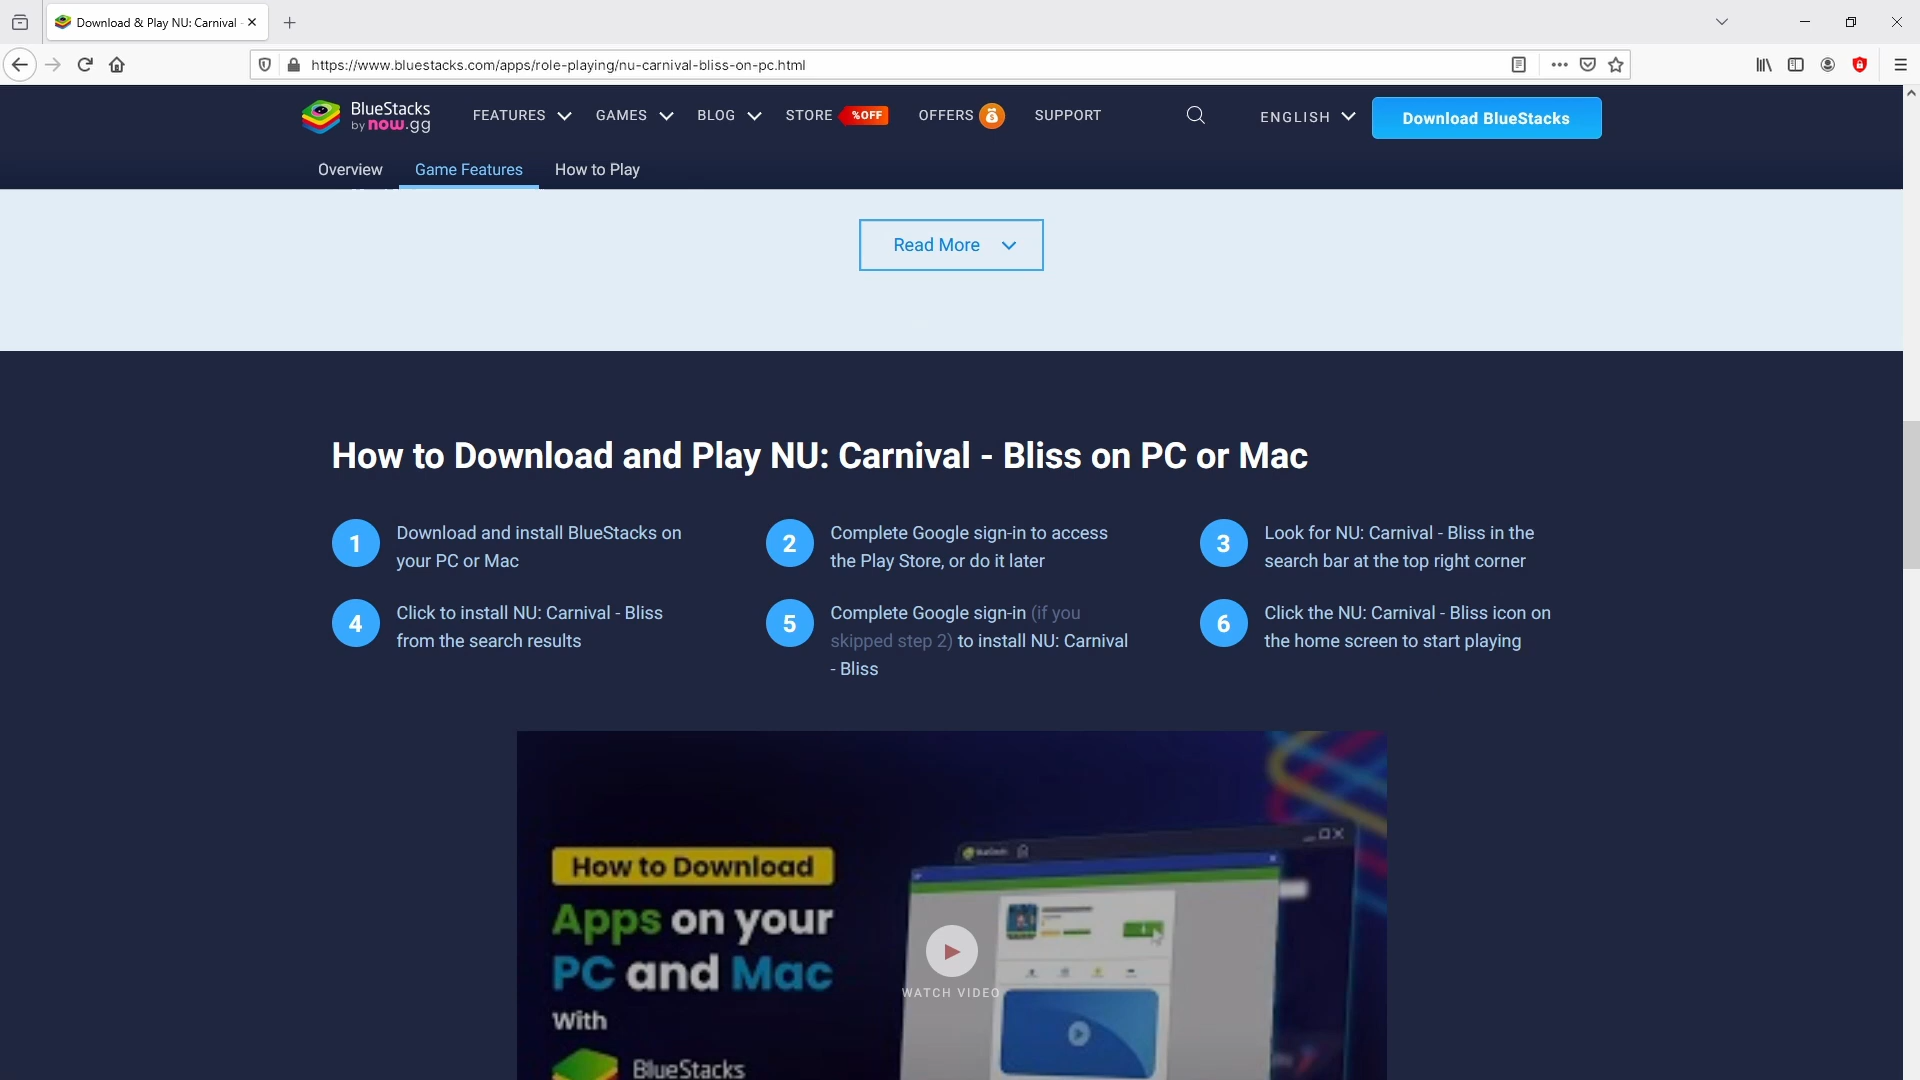 Download & Play NU: Carnival
https://www.bluestacks.com/apps/role-playing/nu-carnival-bliss-on-pc.html
BlueStacks
by now.gg
FEATURES
GAMES
BLOG
STORE
%OFF
OFFERS
SUPPORT
ENGLISH
Download BlueStacks
Overview
Game Features
How to Play
Read More
How to Download and Play NU: Carnival - Bliss on PC or Mac
1
Download and install BlueStacks on
your PC or Mac
2
Complete Google sign-in to access
the Play Store, or do it later
3
Look for NU: Carnival - Bliss in the
search bar at the top right corner
4
Click to install NU: Carnival - Bliss
from the search results
5
Complete Google sign-in (if you
skipped step 2) to install NU: Carnival
- Bliss
6
Click the NU: Carnival - Bliss icon on
the home screen to start playing
How to Download
Apps on your
PC and Mac
With
BlueStacks
WATCH VIDEO